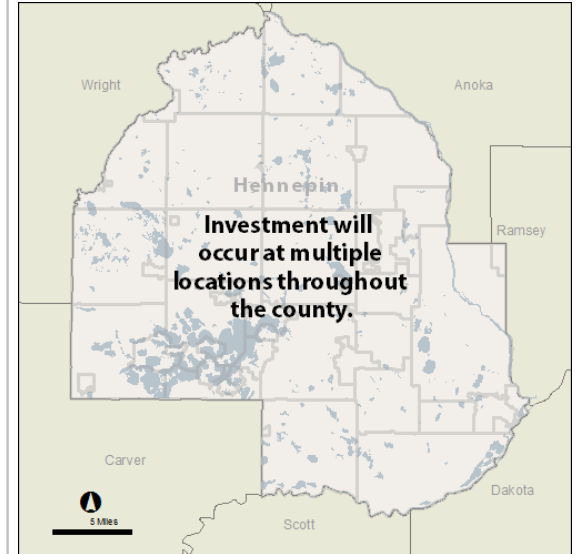 Wright
Anoka
Hennepin
Investment will
occur at multiple
locations throughout
the county.
Ramsey
Carver
Dakota
Scott
5 Miles